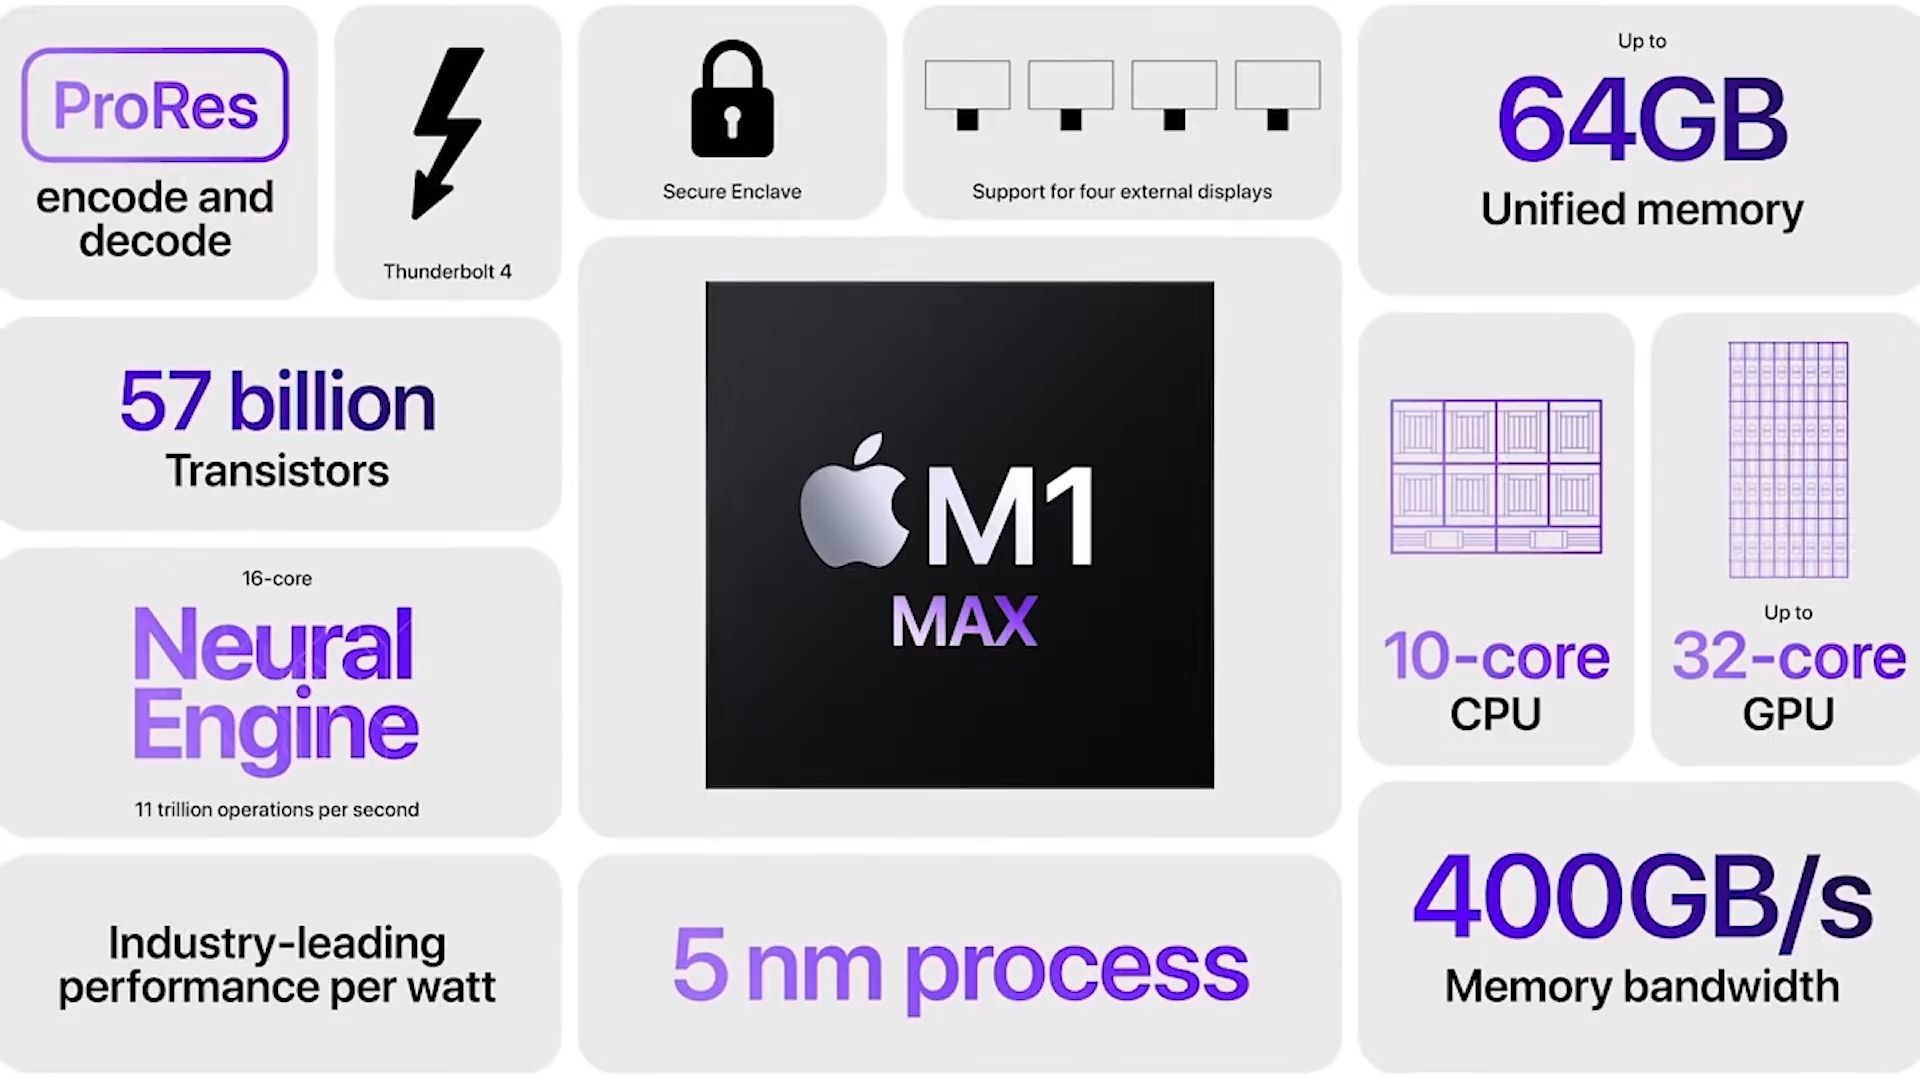 ProRes
encode and
decode
Thunderbolt 4
Secure Enclave
Support for four external displays
Up to
64GB
Unified memory
57 billion
Transistors
M1
MAX
16-core
Neural
Engine
11 trillion operations per second
10-core
CPU
Up to
32-core
GPU
Industry-leading
performance per watt
5 nm process
400GB/s
Memory bandwidth